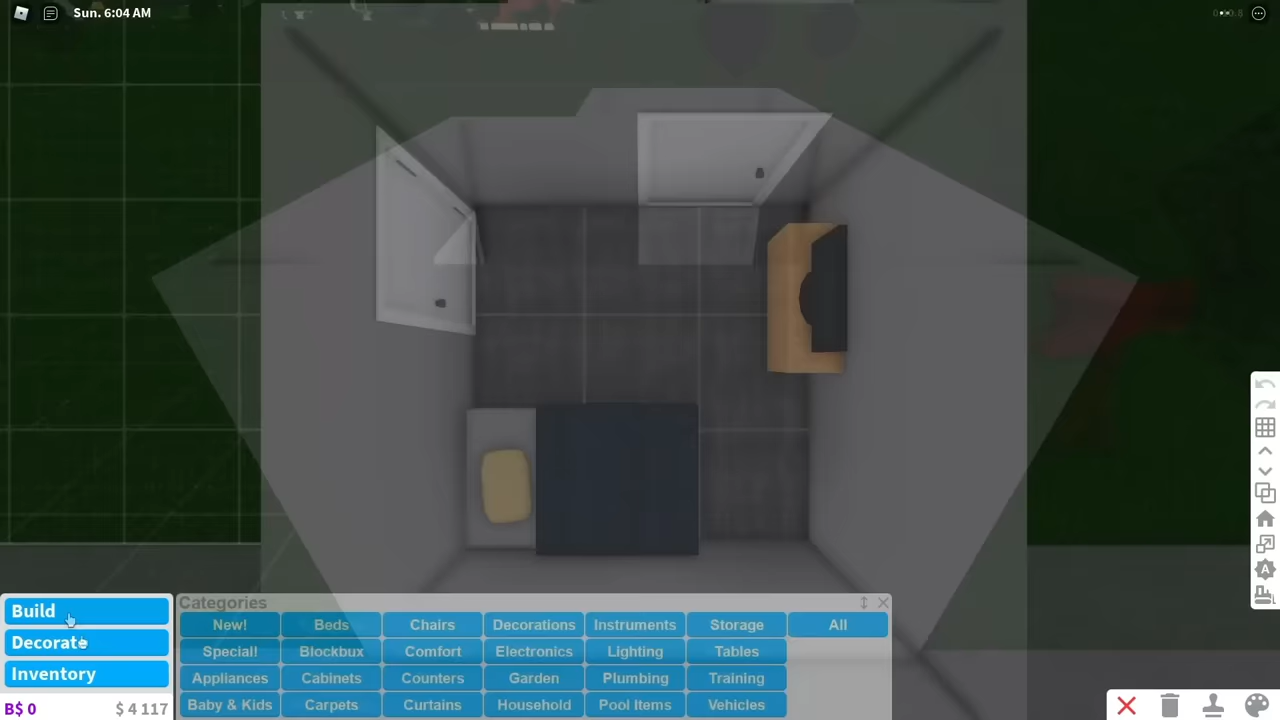 Sun. 6:04 AM
Build
Decorate
Inventory
B$ 0 $ 4 117
Categories
New! Beds Chairs Decorations Instruments Storage All
Special! Blockbux Comfort Electronics Lighting Tables
Appliances Cabinets Counters Garden Plumbing Training
Baby & Kids Carpets Curtains Household Pool Items Vehicles
A